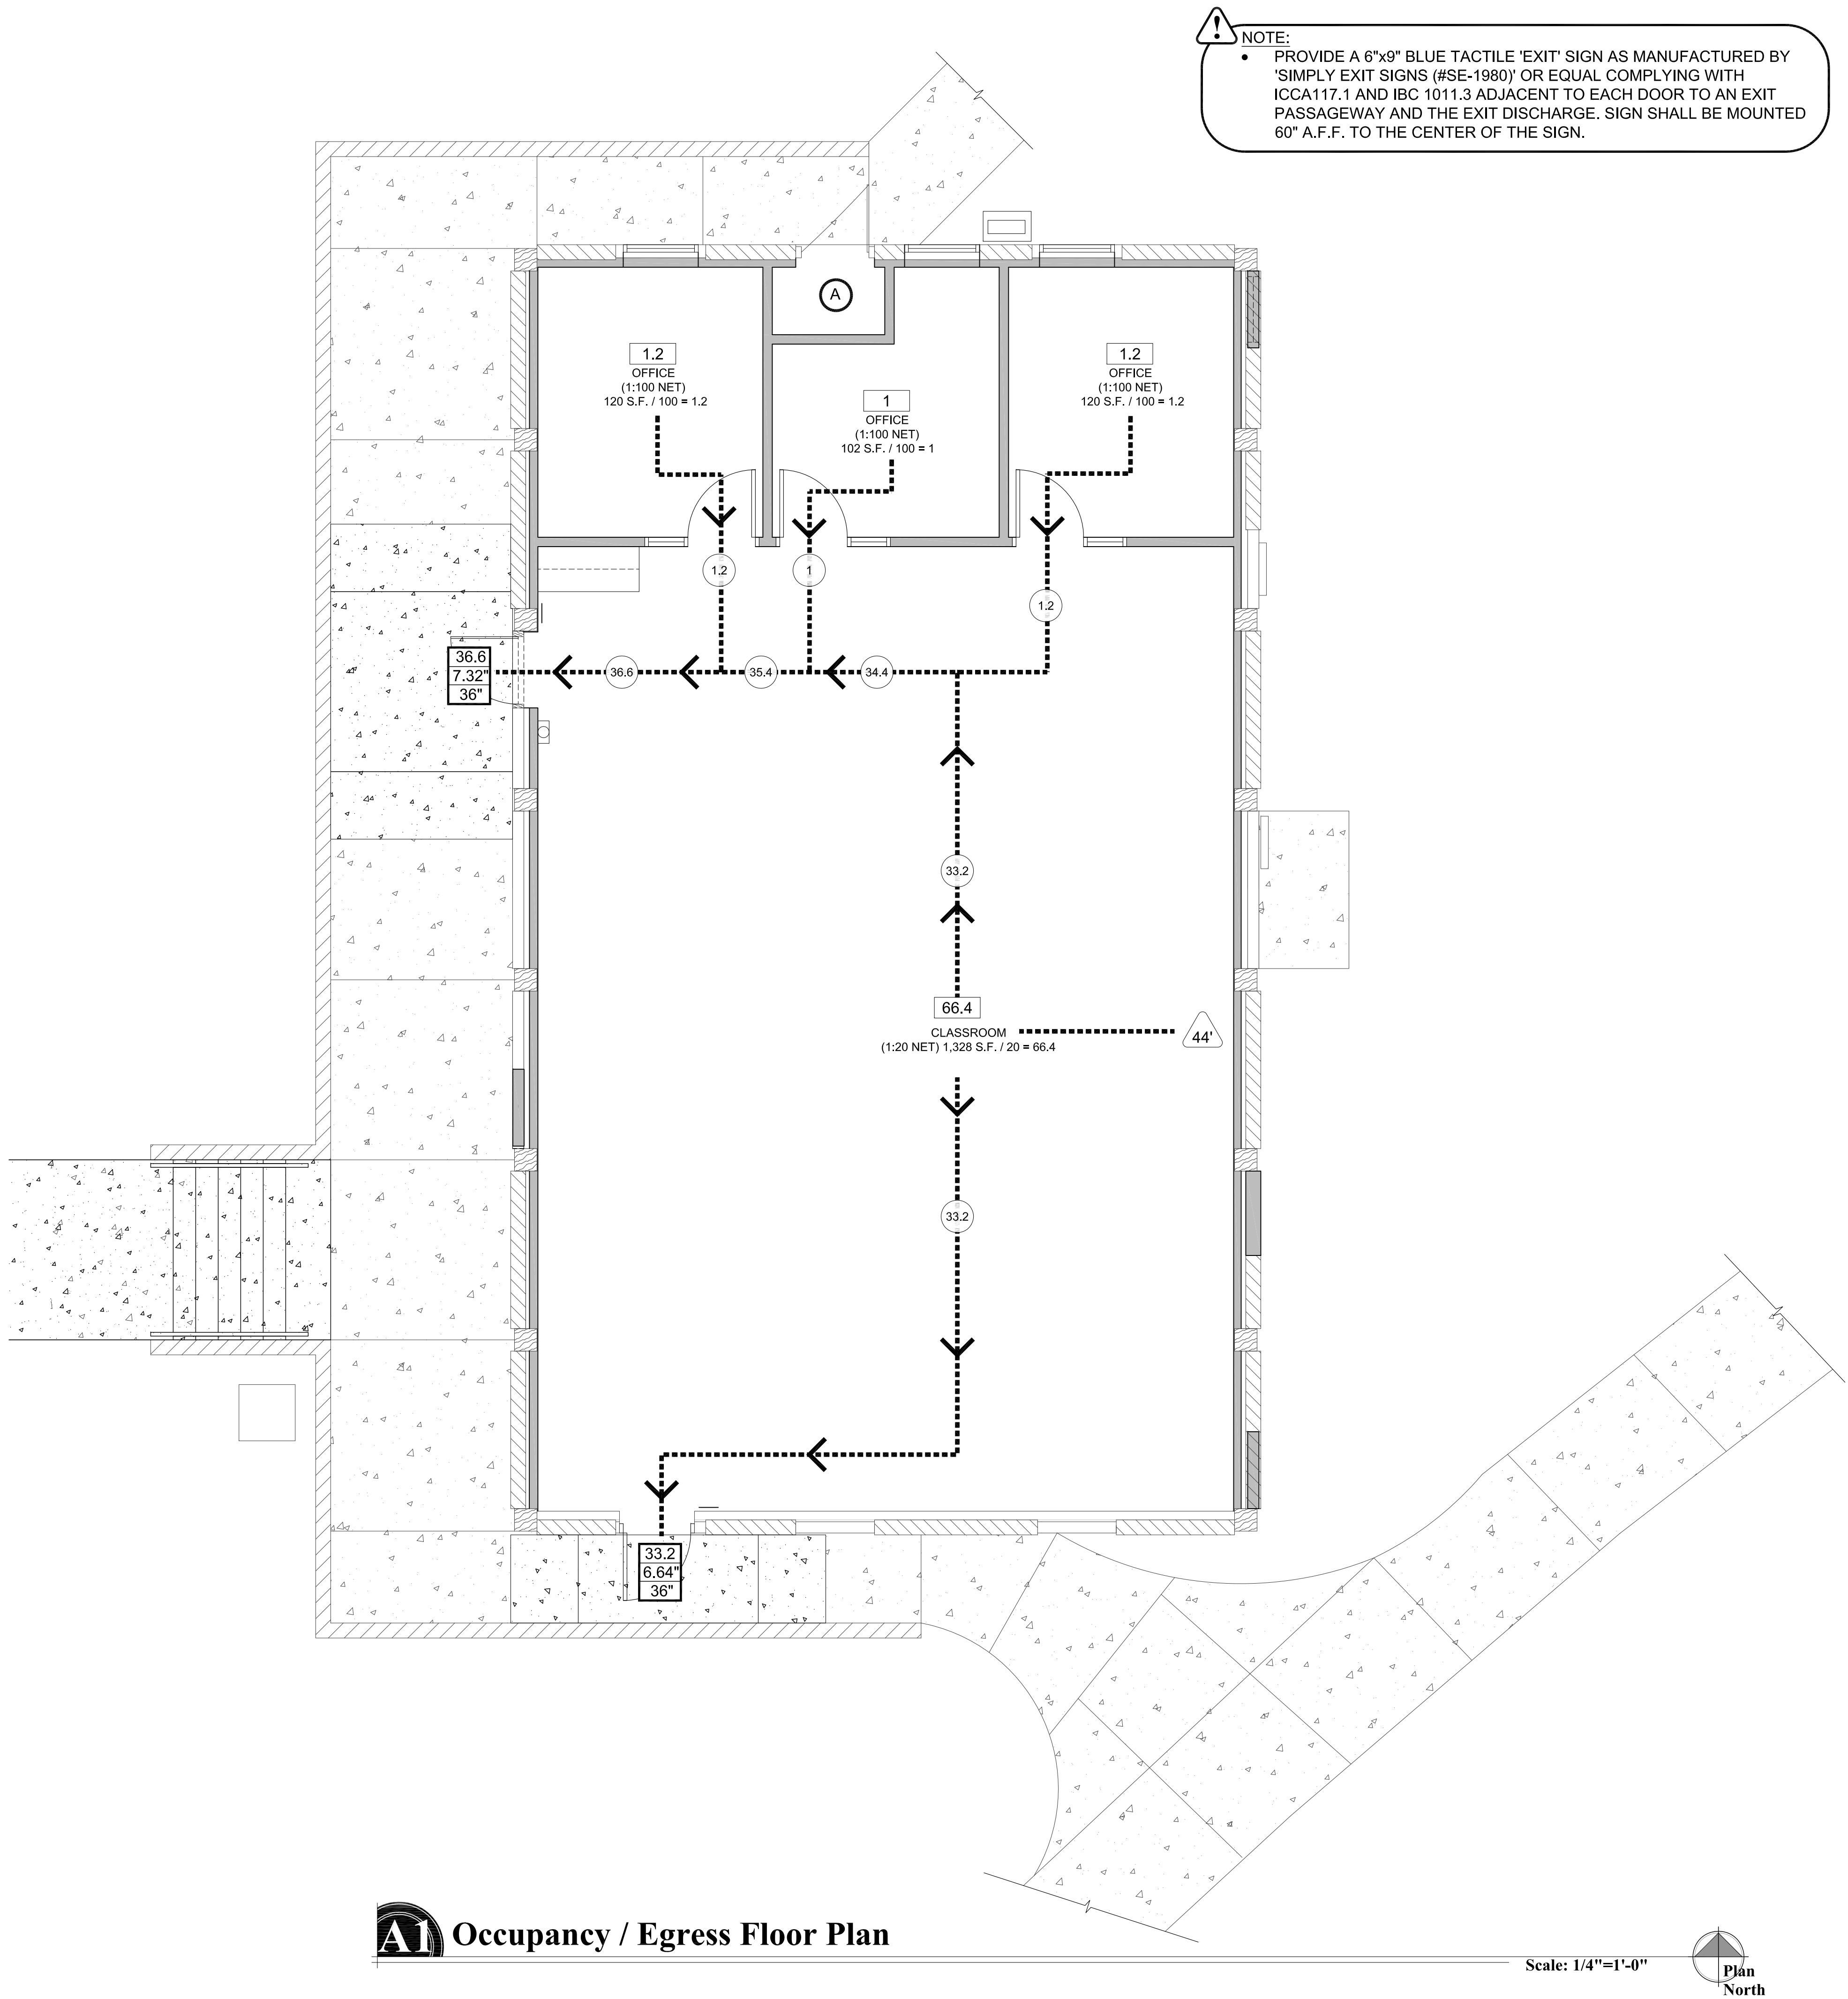 !
NOTE:
• PROVIDE A 6"x9" BLUE TACTILE 'EXIT' SIGN AS MANUFACTURED BY
'SIMPLY EXIT SIGNS (#SE-1980)' OR EQUAL COMPLYING WITH
ICCA117.1 AND IBC 1011.3 ADJACENT TO EACH DOOR TO AN EXIT
PASSAGEWAY AND THE EXIT DISCHARGE. SIGN SHALL BE MOUNTED
60" A.F.F. TO THE CENTER OF THE SIGN.
A
1.2
OFFICE
(1:100 NET)
120 S.F. / 100 = 1.2
1
OFFICE
(1:100 NET)
102 S.F. / 100 = 1
1.2
OFFICE
(1:100 NET)
120 S.F. / 100 = 1.2
1.2
1
1.2
36.6
7.32"
36"
36.6
35.4
34.4
33.2
66.4
CLASSROOM
(1:20 NET) 1,328 S.F. / 20 = 66.4
44'
33.2
33.2
6.64"
36"
A1
Occupancy / Egress Floor Plan
Scale: 1/4"=1'-0"
Plan
North